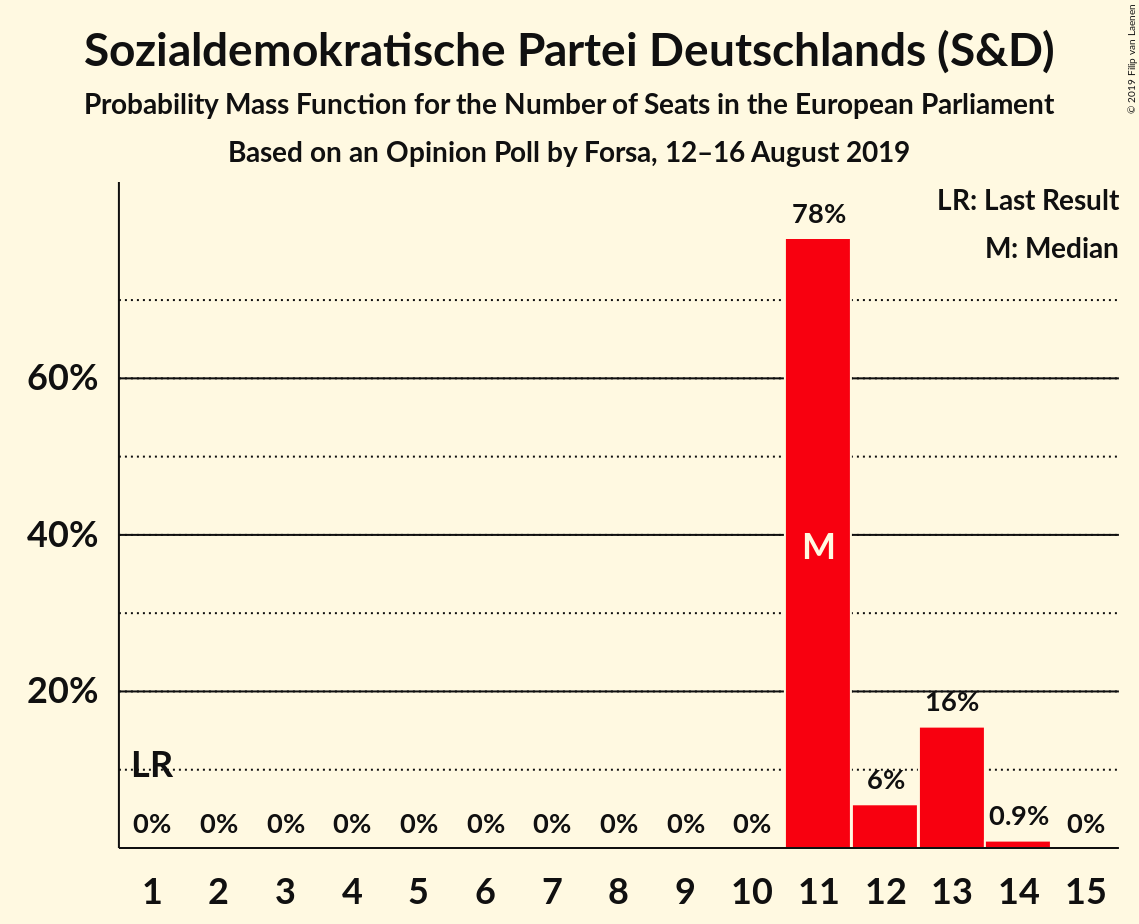 Sozialdemokratische Partei Deutschlands (S&D)
Probability Mass Function for the Number of Seats in the European Parliament
Based on an Opinion Poll by Forsa, 12–16 August 2019
© 2019 Filip van Laenen
LR: Last Result
M: Median
78%
60%
40%
M
20%
16%
LR
6%
0% 0% 0% 0% 0% 0% 0% 0% 0% 0% 0.9% 0%
1 2 3 4 5 6 7 8 9 10 11 12 13 14 15